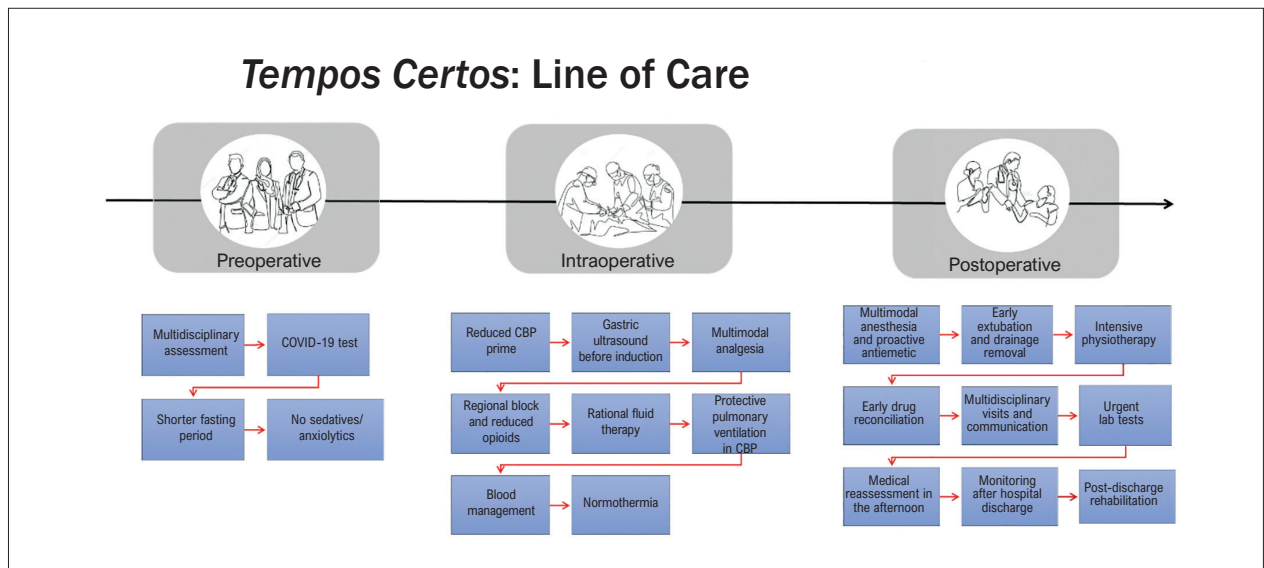 Tempos Certos: Line of Care
Preoperative
Intraoperative
Postoperative
Multidisciplinary
assessment
COVID-19 test
Shorter fasting
period
No sedatives/
anxiolytics
Reduced CBP
prime
Gastric
ultrasound
before induction
Multimodal
analgesia
Regional block
and reduced
opioids
Rational fluid
therapy
Protective
pulmonary
ventilation
in CBP
Blood
management
Normothermia
Multimodal
anesthesia
and proactive
antiemetic
Early
extubation
and drainage
removal
Intensive
physiotherapy
Early drug
reconciliation
Multidisciplinary
visits and
communication
Urgent
lab tests
Medical
reassessment in
the afternoon
Monitoring
after hospital
discharge
Post-discharge
rehabilitation